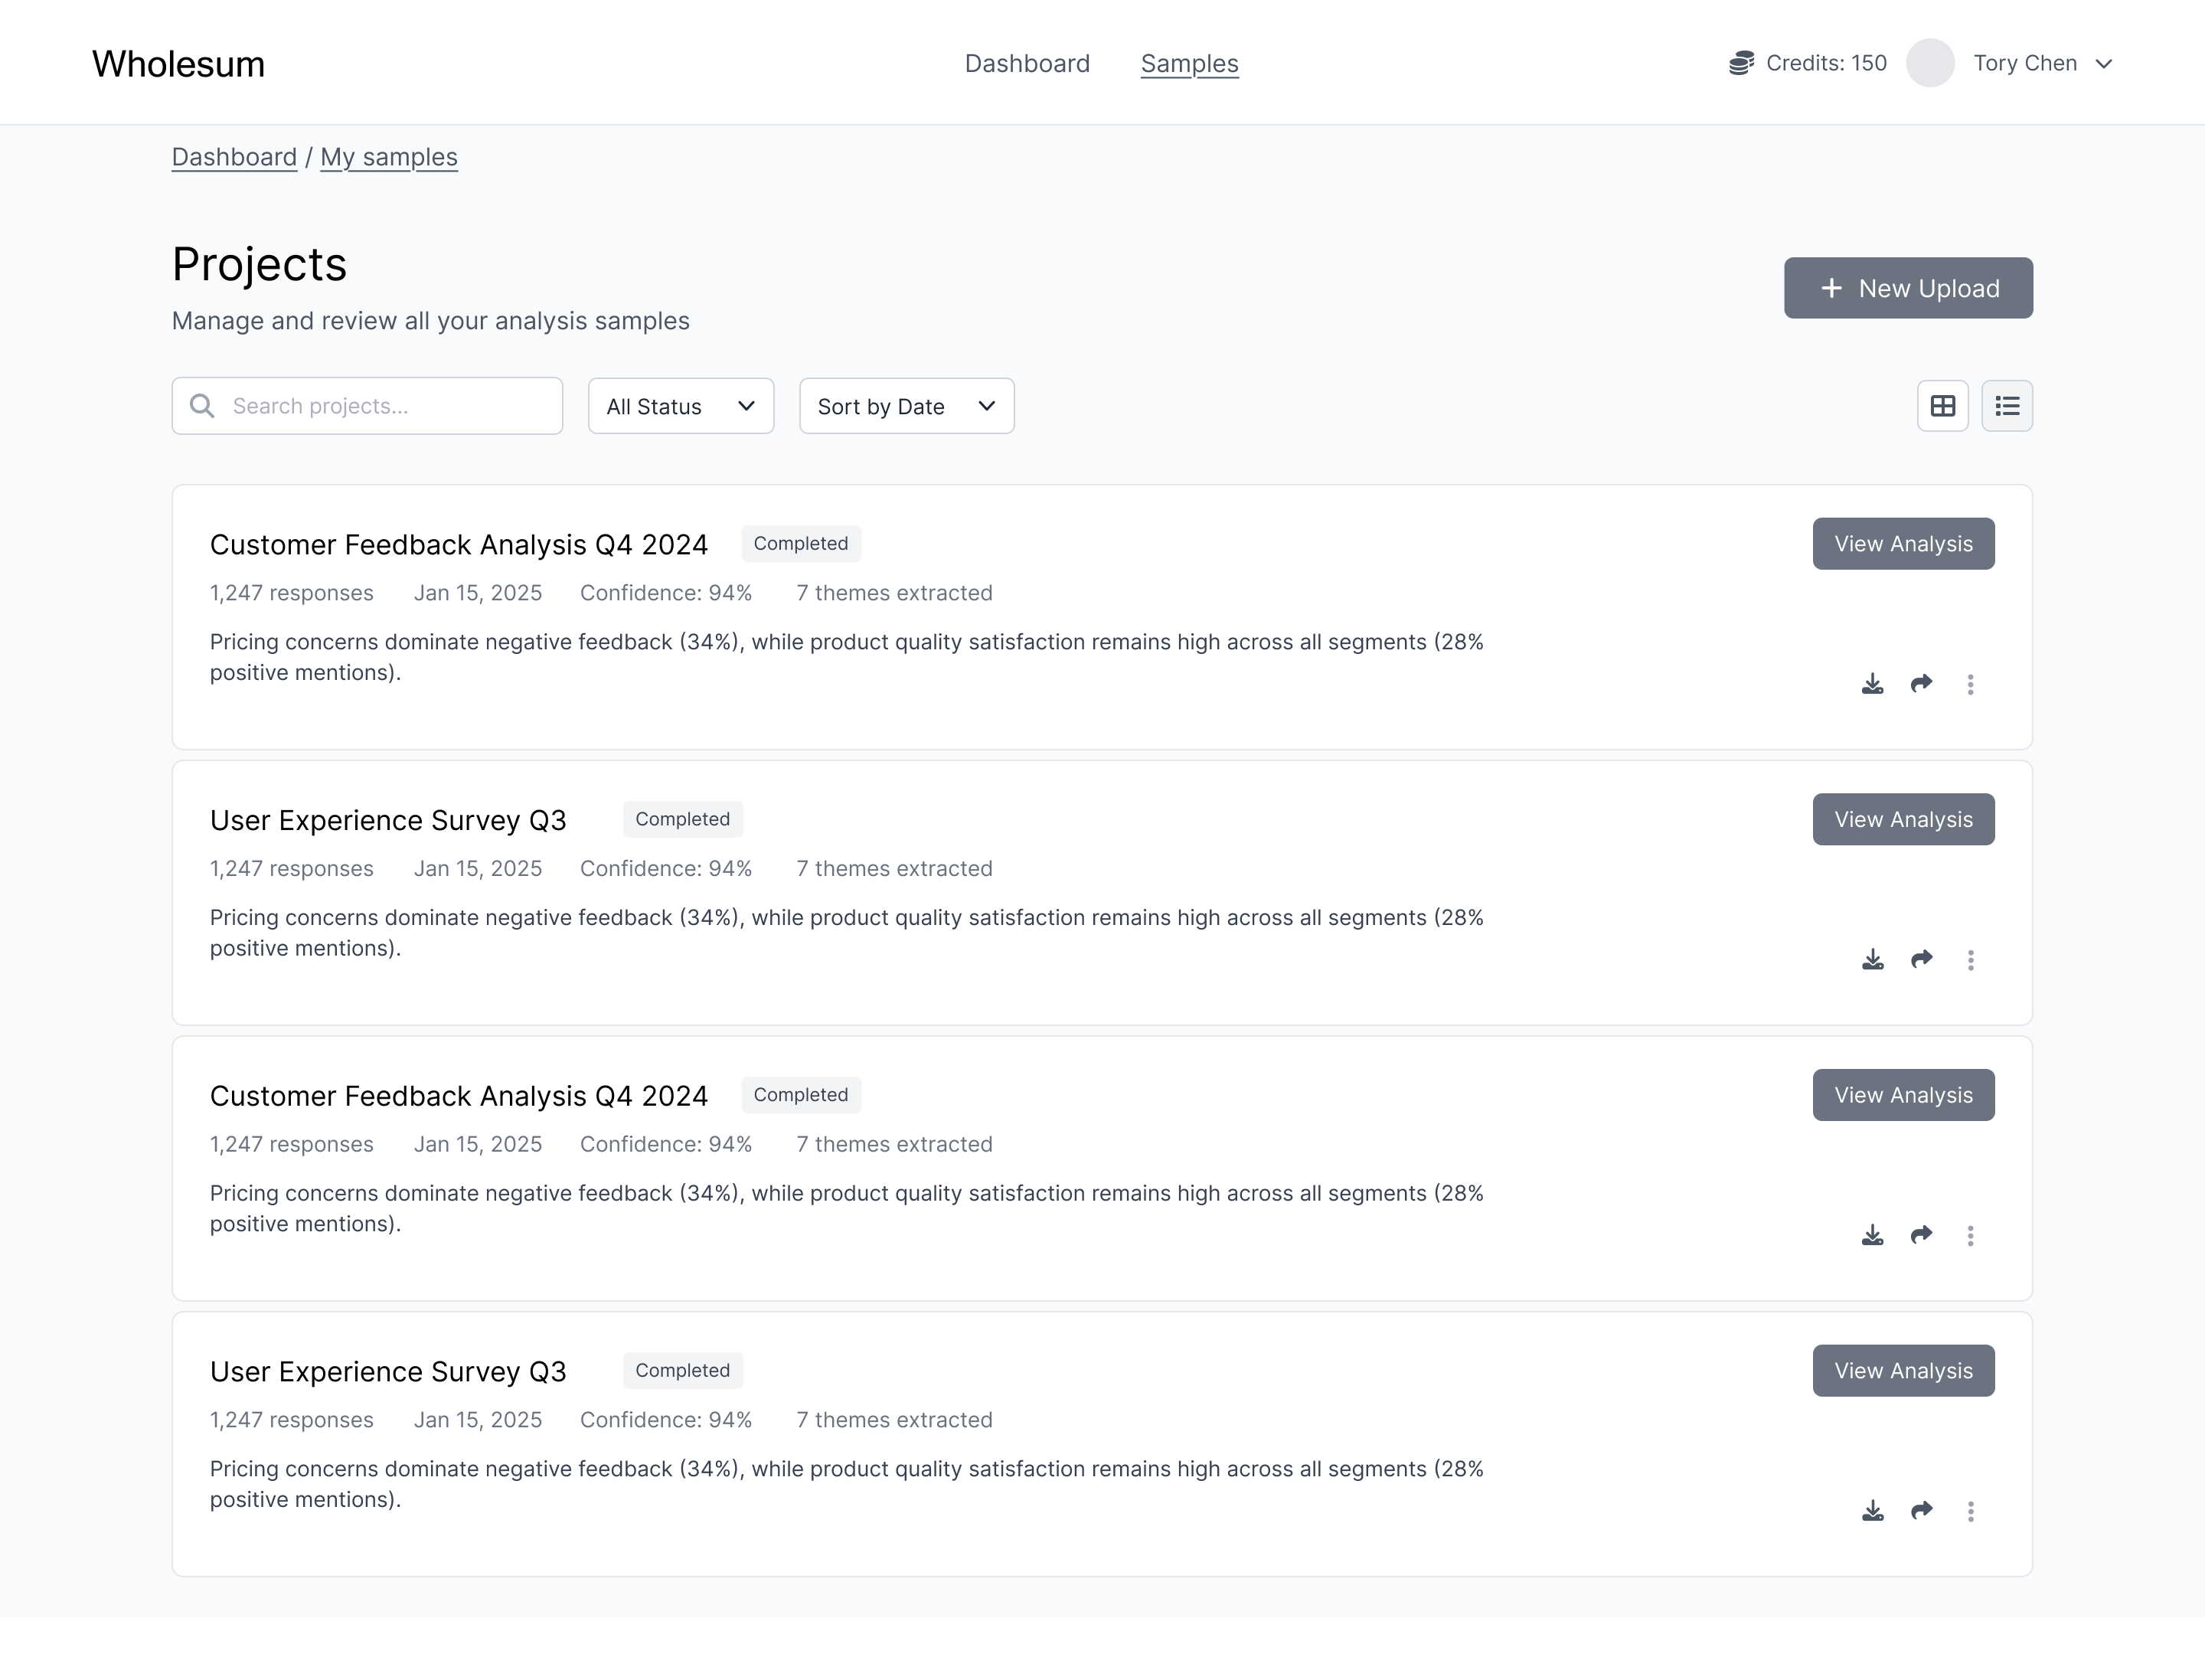 Wholesum
Dashboard Samples
Credits: 150 Tory Chen
Dashboard / My samples
Projects
Manage and review all your analysis samples
+ New Upload
Search projects...
All Status
Sort by Date
Customer Feedback Analysis Q4 2024 Completed
View Analysis
1,247 responses Jan 15, 2025 Confidence: 94% 7 themes extracted
Pricing concerns dominate negative feedback (34%), while product quality satisfaction remains high across all segments (28%
positive mentions).
User Experience Survey Q3 Completed
View Analysis
1,247 responses Jan 15, 2025 Confidence: 94% 7 themes extracted
Pricing concerns dominate negative feedback (34%), while product quality satisfaction remains high across all segments (28%
positive mentions).
Customer Feedback Analysis Q4 2024 Completed
View Analysis
1,247 responses Jan 15, 2025 Confidence: 94% 7 themes extracted
Pricing concerns dominate negative feedback (34%), while product quality satisfaction remains high across all segments (28%
positive mentions).
User Experience Survey Q3 Completed
View Analysis
1,247 responses Jan 15, 2025 Confidence: 94% 7 themes extracted
Pricing concerns dominate negative feedback (34%), while product quality satisfaction remains high across all segments (28%
positive mentions).